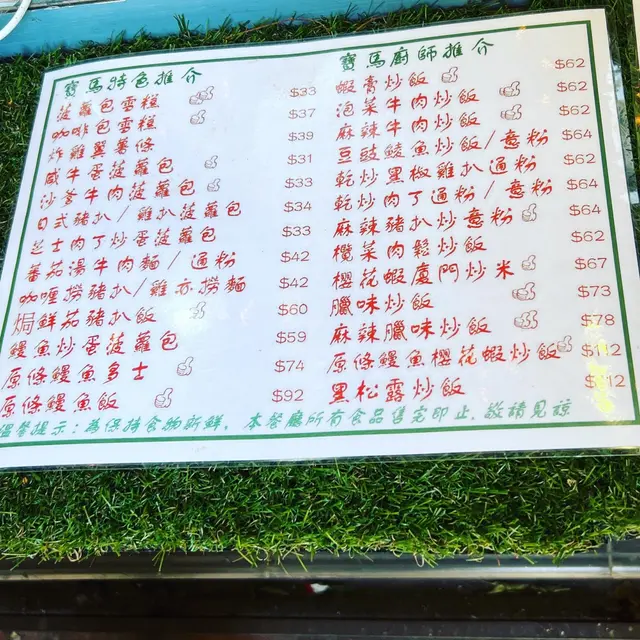 寶馬特色推介
菠蘿包雪糕 $33
咖啡包雪糕 $37
炸雞翼薯條 $39
咸牛蛋菠蘿包 $31
沙爹牛肉菠蘿包 $33
日式豬扒/雞扒菠蘿包 $34
芝士肉丁炒蛋菠蘿包 $33
番茄湯牛肉麵/通粉 $42
咖喱撈豬扒/雞亦撈麵 $42
焗鮮茄豬扒飯 $60
鰻魚炒蛋菠蘿包 $59
原條鰻魚多士 $74
原條鰻魚飯 $92
寶馬廚師推介
蝦膏炒飯 $62
泡菜牛肉炒飯 $62
麻辣牛肉炒飯 $62
豆豉鯪魚炒飯/意粉 $64
乾炒黑椒雞扒通粉 $62
乾炒肉丁通粉/意粉 $64
麻辣豬扒炒意粉 $64
欖菜肉鬆炒飯 $62
櫻花蝦廈門炒米 $67
臘味炒飯 $73
麻辣臘味炒飯 $78
原條鰻魚櫻花蝦炒飯 $112
黑松露炒飯 $112
溫馨提示:為保持食物新鮮,本餐廳所有食品售完即止,敬請見諒